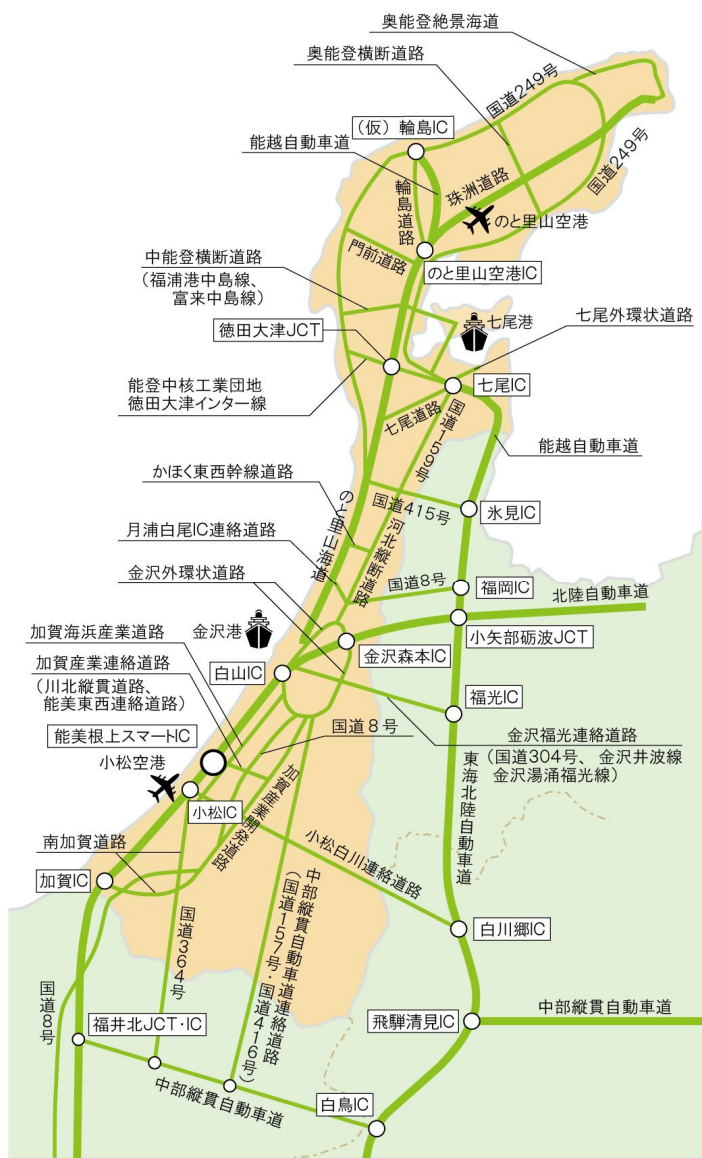 奥能登絶景海道
奥能登横断道路
国道249号
(仮)輪島IC
能越自動車道
国道249号
珠洲道路
輪島道路
のと里山空港
門前道路
中能登横断道路
(福浦港中島線、
富来中島線)
のと里山空港IC
七尾港
七尾外環状道路
徳田大津JCT
七尾IC
能登中核工業団地
徳田大津インター線
七尾道路
国道159号
能越自動車道
かほく東西幹線道路
国道415号
氷見IC
のと里山海道
月浦白尾IC連絡道路
河北縦断道路
金沢外環状道路
国道8号
福岡IC
北陸自動車道
加賀海浜産業道路
金沢港
小矢部砺波JCT
金沢森本IC
加賀産業連絡道路
(川北縦貫道路、
能美東西連絡道路)
白山IC
福光IC
国道8号
金沢福光連絡道路
(国道304号、金沢井波線
金沢湯涌福光線)
能美根上スマートIC
小松空港
加賀産業開発道路
東海北陸自動車道
小松IC
小松白川連絡道路
南加賀道路
加賀IC
中部縦貫自動車道連絡道路
(国道157号・国道416号)
白川郷IC
国道364号
中部縦貫自動車道
飛騨清見IC
国道8号
福井北JCT・IC
中部縦貫自動車道
白鳥IC